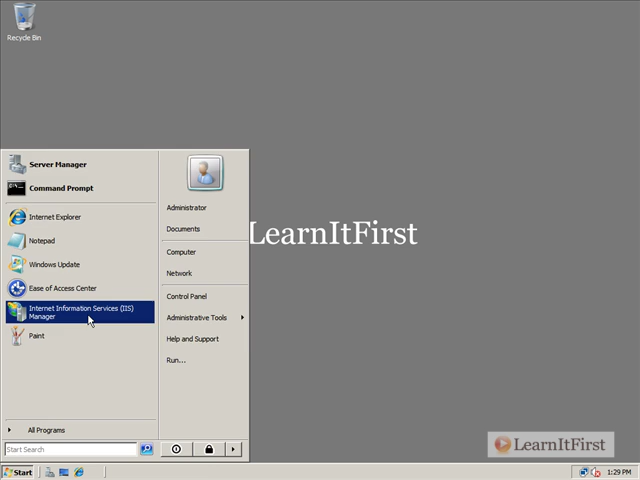 Recycle Bin
Server Manager
Command Prompt
Internet Explorer
Notepad
Windows Update
Ease of Access Center
Internet Information Services (IIS)
Manager
Paint
All Programs
Start Search
Administrator
Documents
Computer
Network
Control Panel
Administrative Tools
Help and Support
Run...
LearnItFirst
LearnItFirst
Start
1:29 PM